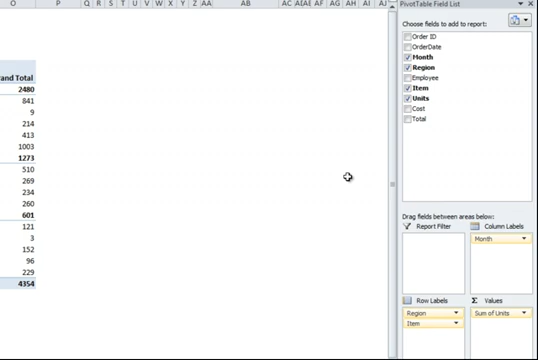 O P Q R S T U V W X Y Z AA AB AC AD AE AF AG AH AI AJ
PivotTable Field List
Choose fields to add to report:
Order ID
OrderDate
Month
Region
Employee
Item
Units
Cost
Total
and Total
2480
841
9
214
413
1003
1273
510
269
234
260
601
121
3
152
96
229
4354
Drag fields between areas below:
Report Filter
Column Labels
Month
Row Labels
Σ Values
Region
Item
Sum of Units